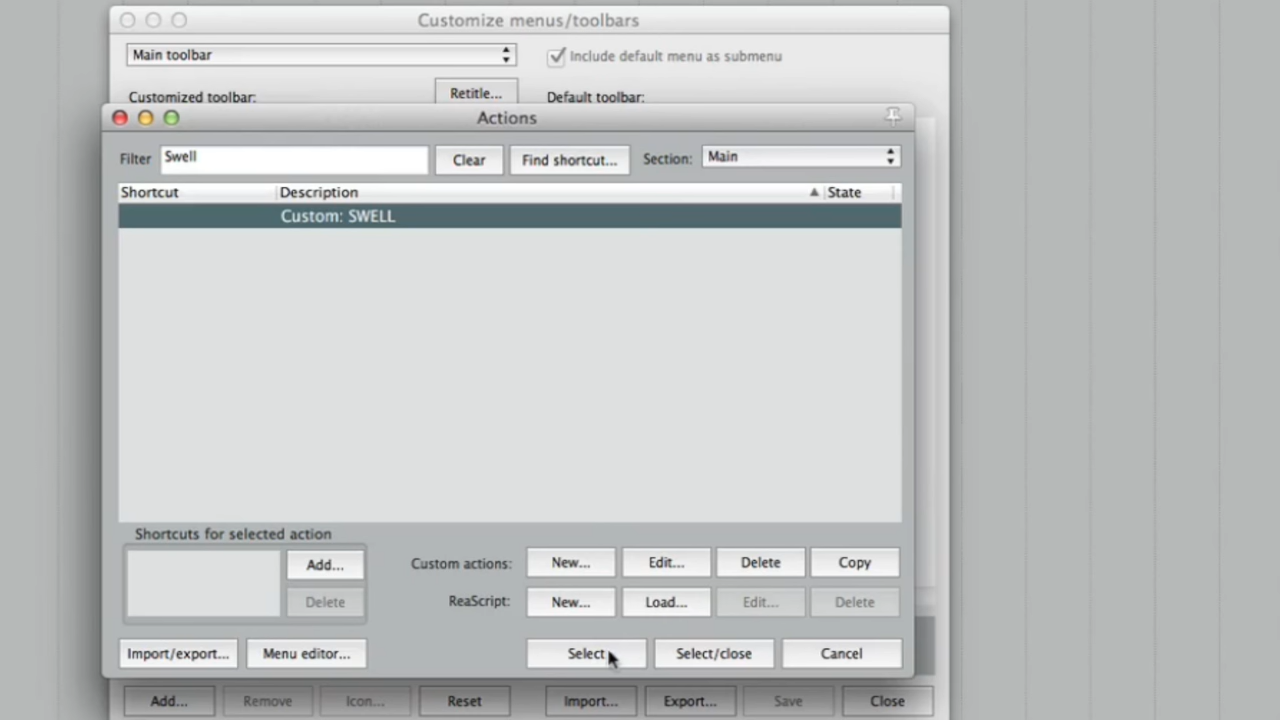 Customize menus/toolbars
Main toolbar
Include default menu as submenu
Customized toolbar:
Retitle...
Default toolbar:
Actions
Filter
Swell
Clear
Find shortcut...
Section:
Main
Shortcut
Description
State
Custom: SWELL
Shortcuts for selected action
Add...
Delete
Custom actions:
New...
Edit...
Delete
Copy
ReaScript:
New...
Load...
Edit...
Delete
Import/export...
Menu editor...
Select
Select/close
Cancel
Add...
Remove
Icon...
Reset
Import...
Export...
Save
Close